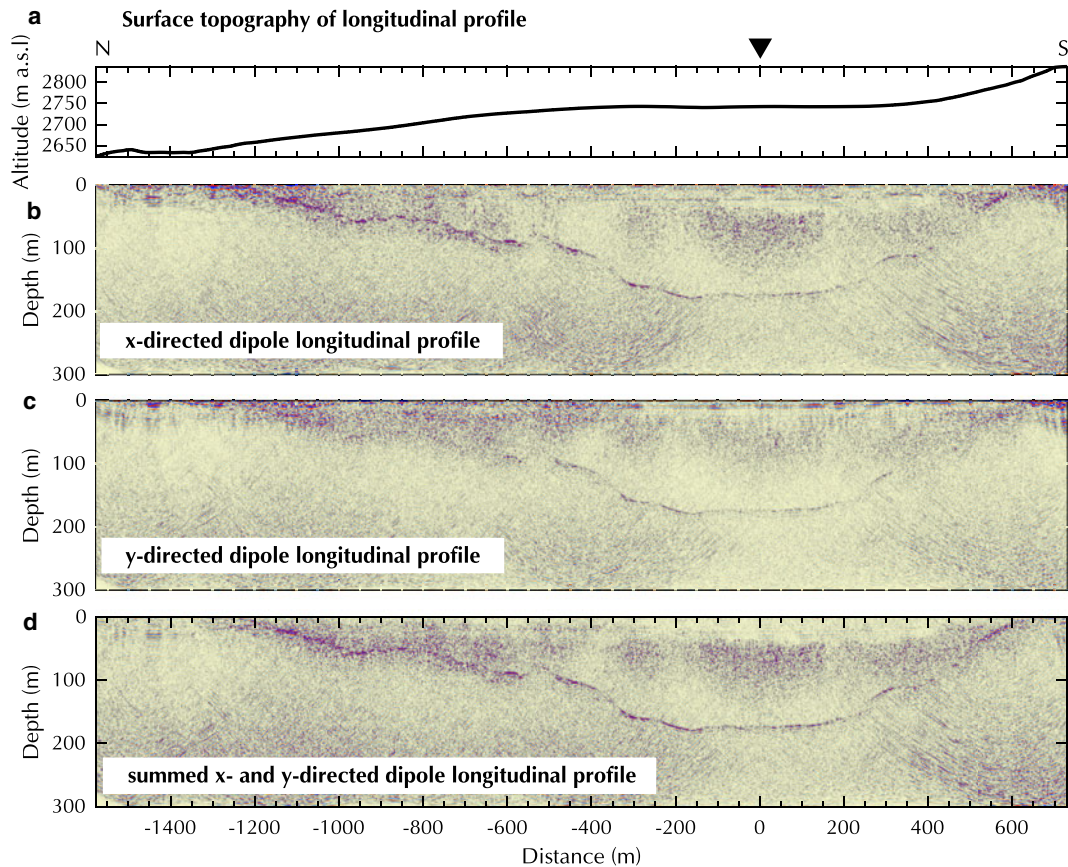 a
Surface topography of longitudinal profile
N
S
Altitude (m a.s.l)
2800
2750
2700
2650
b
0
100
200
300
Depth (m)
x-directed dipole longitudinal profile
c
0
100
200
300
Depth (m)
y-directed dipole longitudinal profile
d
0
100
200
300
Depth (m)
summed x- and y-directed dipole longitudinal profile
-1400 -1200 -1000 -800 -600 -400 -200 0 200 400 600
Distance (m)